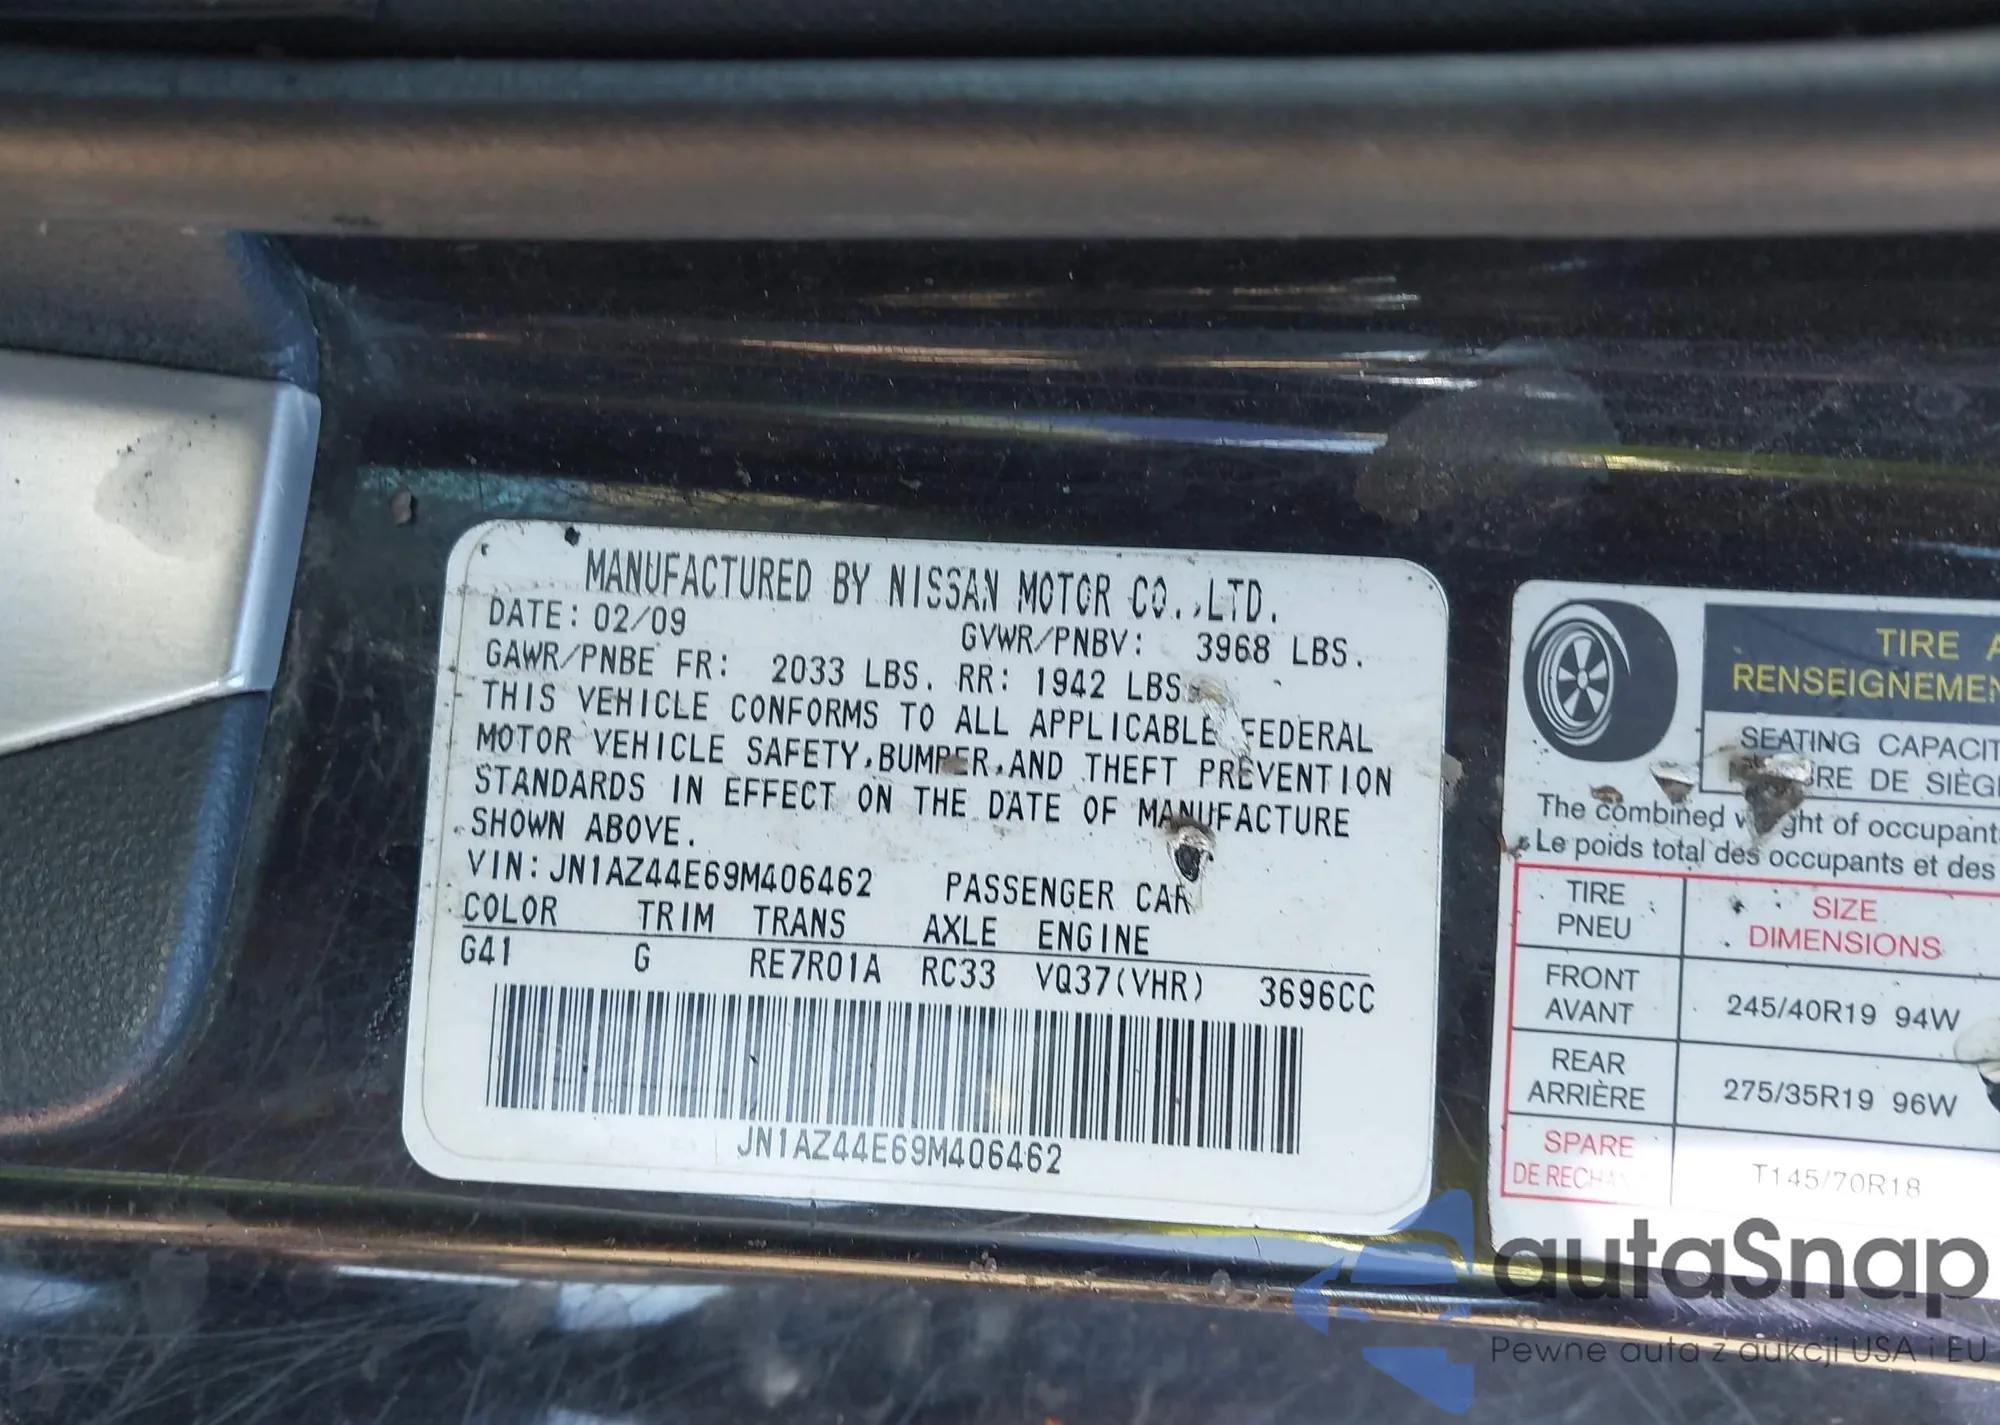 MANUFACTURED BY NISSAN MOTOR CO.,LTD.
DATE: 02/09 GVWR/PNBV: 3968 LBS.
GAWR/PNBE FR: 2033 LBS. RR: 1942 LBS.
THIS VEHICLE CONFORMS TO ALL APPLICABLE FEDERAL
MOTOR VEHICLE SAFETY,BUMPER,AND THEFT PREVENTION
STANDARDS IN EFFECT ON THE DATE OF MANUFACTURE
SHOWN ABOVE.
VIN: JN1AZ44E69M406462 PASSENGER CAR
COLOR TRIM TRANS AXLE ENGINE
G41 G RE7R01A RC33 VQ37(VHR) 3696CC
JN1AZ44E69M406462
TIRE
SEATING
DE
The combined of
Le poids total des occupants et des
TIRE SIZE
PNEU DIMENSIONS
FRONT
AVANT 245/40R19 94W
REAR
ARRIÈRE 275/35R19 96W
SPARE
DE T145/70R18
autaSnap
Pewne auta z aukcji USA i EU